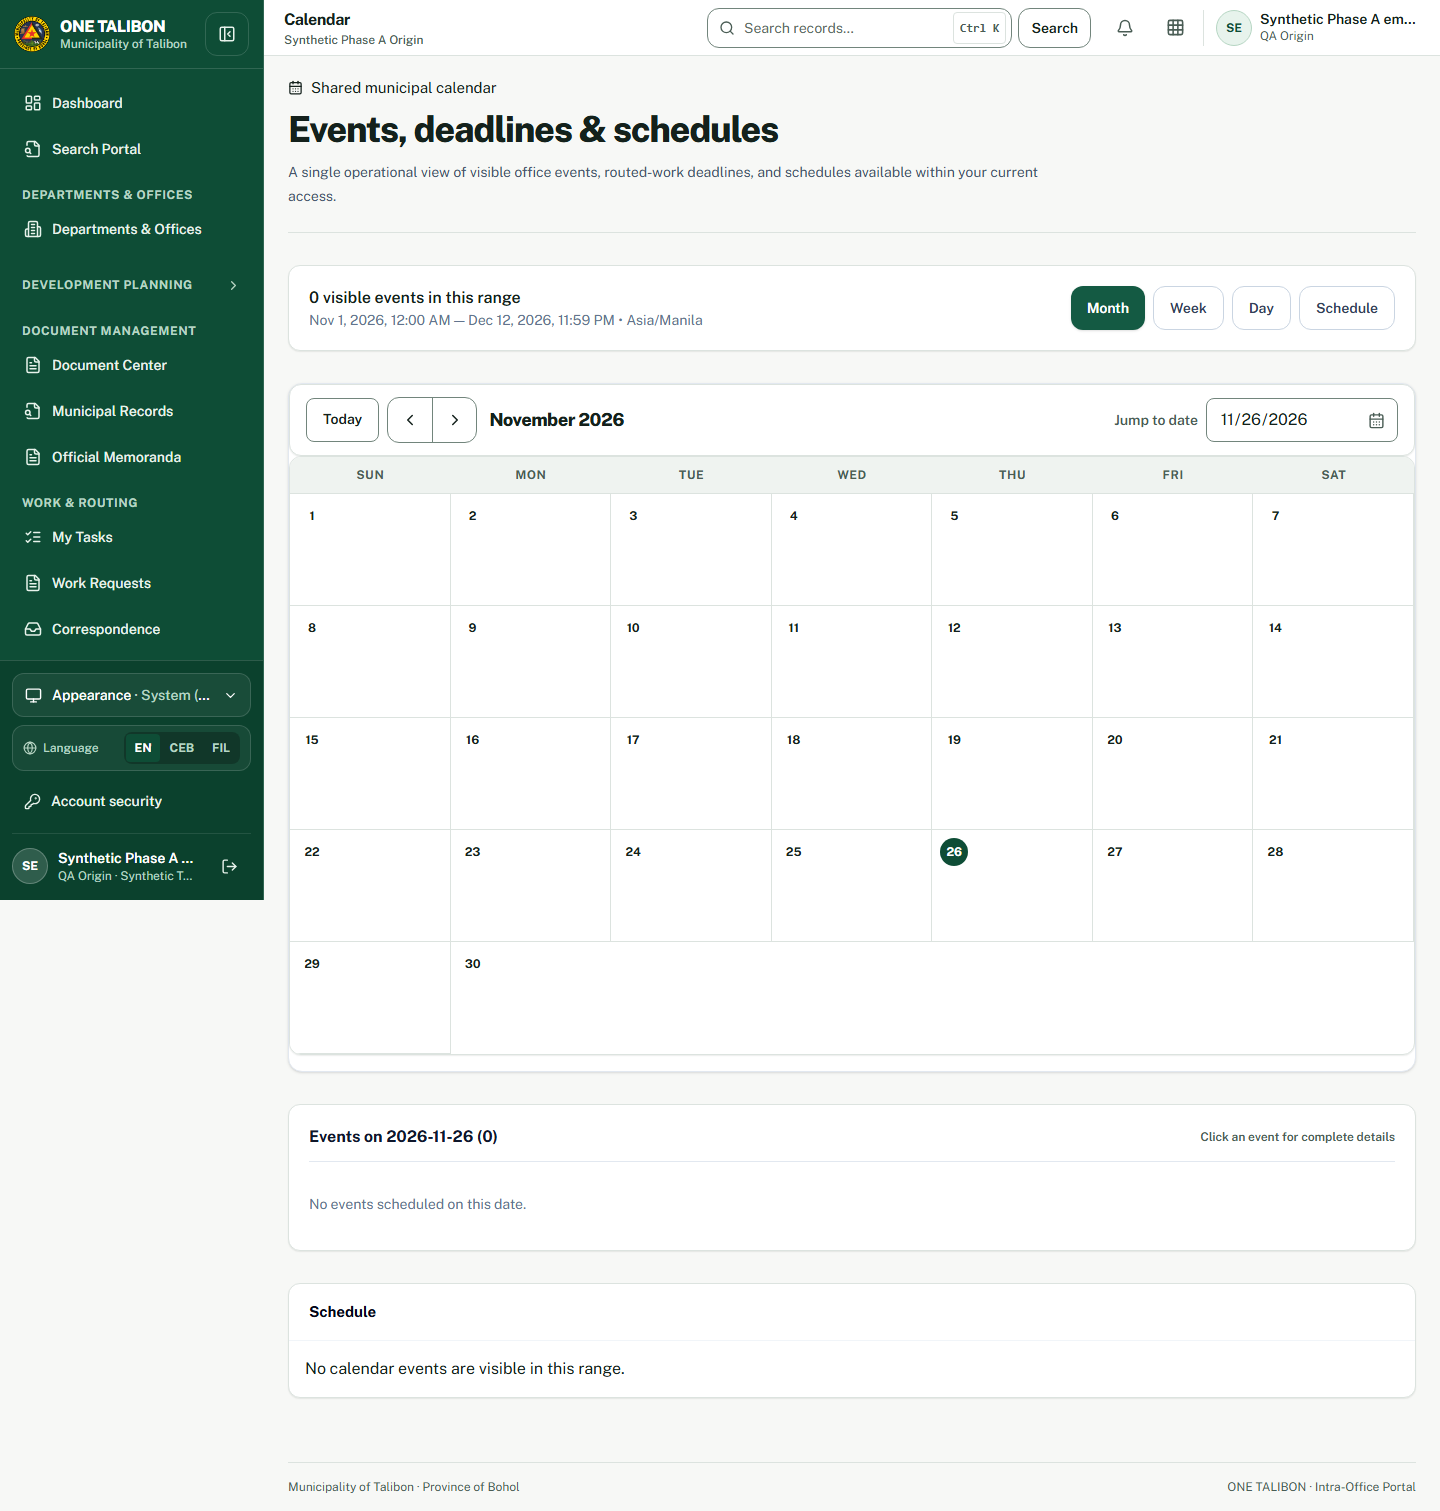 ONE TALIBON
Municipality of Talibon
Dashboard
Search Portal
DEPARTMENTS & OFFICES
Departments & Offices
DEVELOPMENT PLANNING
DOCUMENT MANAGEMENT
Document Center
Municipal Records
Official Memoranda
WORK & ROUTING
My Tasks
Work Requests
Correspondence
Appearance · System (...
Language EN CEB FIL
Account security
SE
Synthetic Phase A ...
QA Origin · Synthetic T...
Calendar
Synthetic Phase A Origin
Search records... Ctrl K
Search
SE
Synthetic Phase A em...
QA Origin
Shared municipal calendar
Events, deadlines & schedules
A single operational view of visible office events, routed-work deadlines, and schedules available within your current
access.
0 visible events in this range
Nov 1, 2026, 12:00 AM — Dec 12, 2026, 11:59 PM • Asia/Manila
Month Week Day Schedule
Today November 2026 Jump to date 11/26/2026
SUN MON TUE WED THU FRI SAT
1 2 3 4 5 6 7
8 9 10 11 12 13 14
15 16 17 18 19 20 21
22 23 24 25 26 27 28
29 30
Events on 2026-11-26 (0)
Click an event for complete details
No events scheduled on this date.
Schedule
No calendar events are visible in this range.
Municipality of Talibon · Province of Bohol
ONE TALIBON · Intra-Office Portal